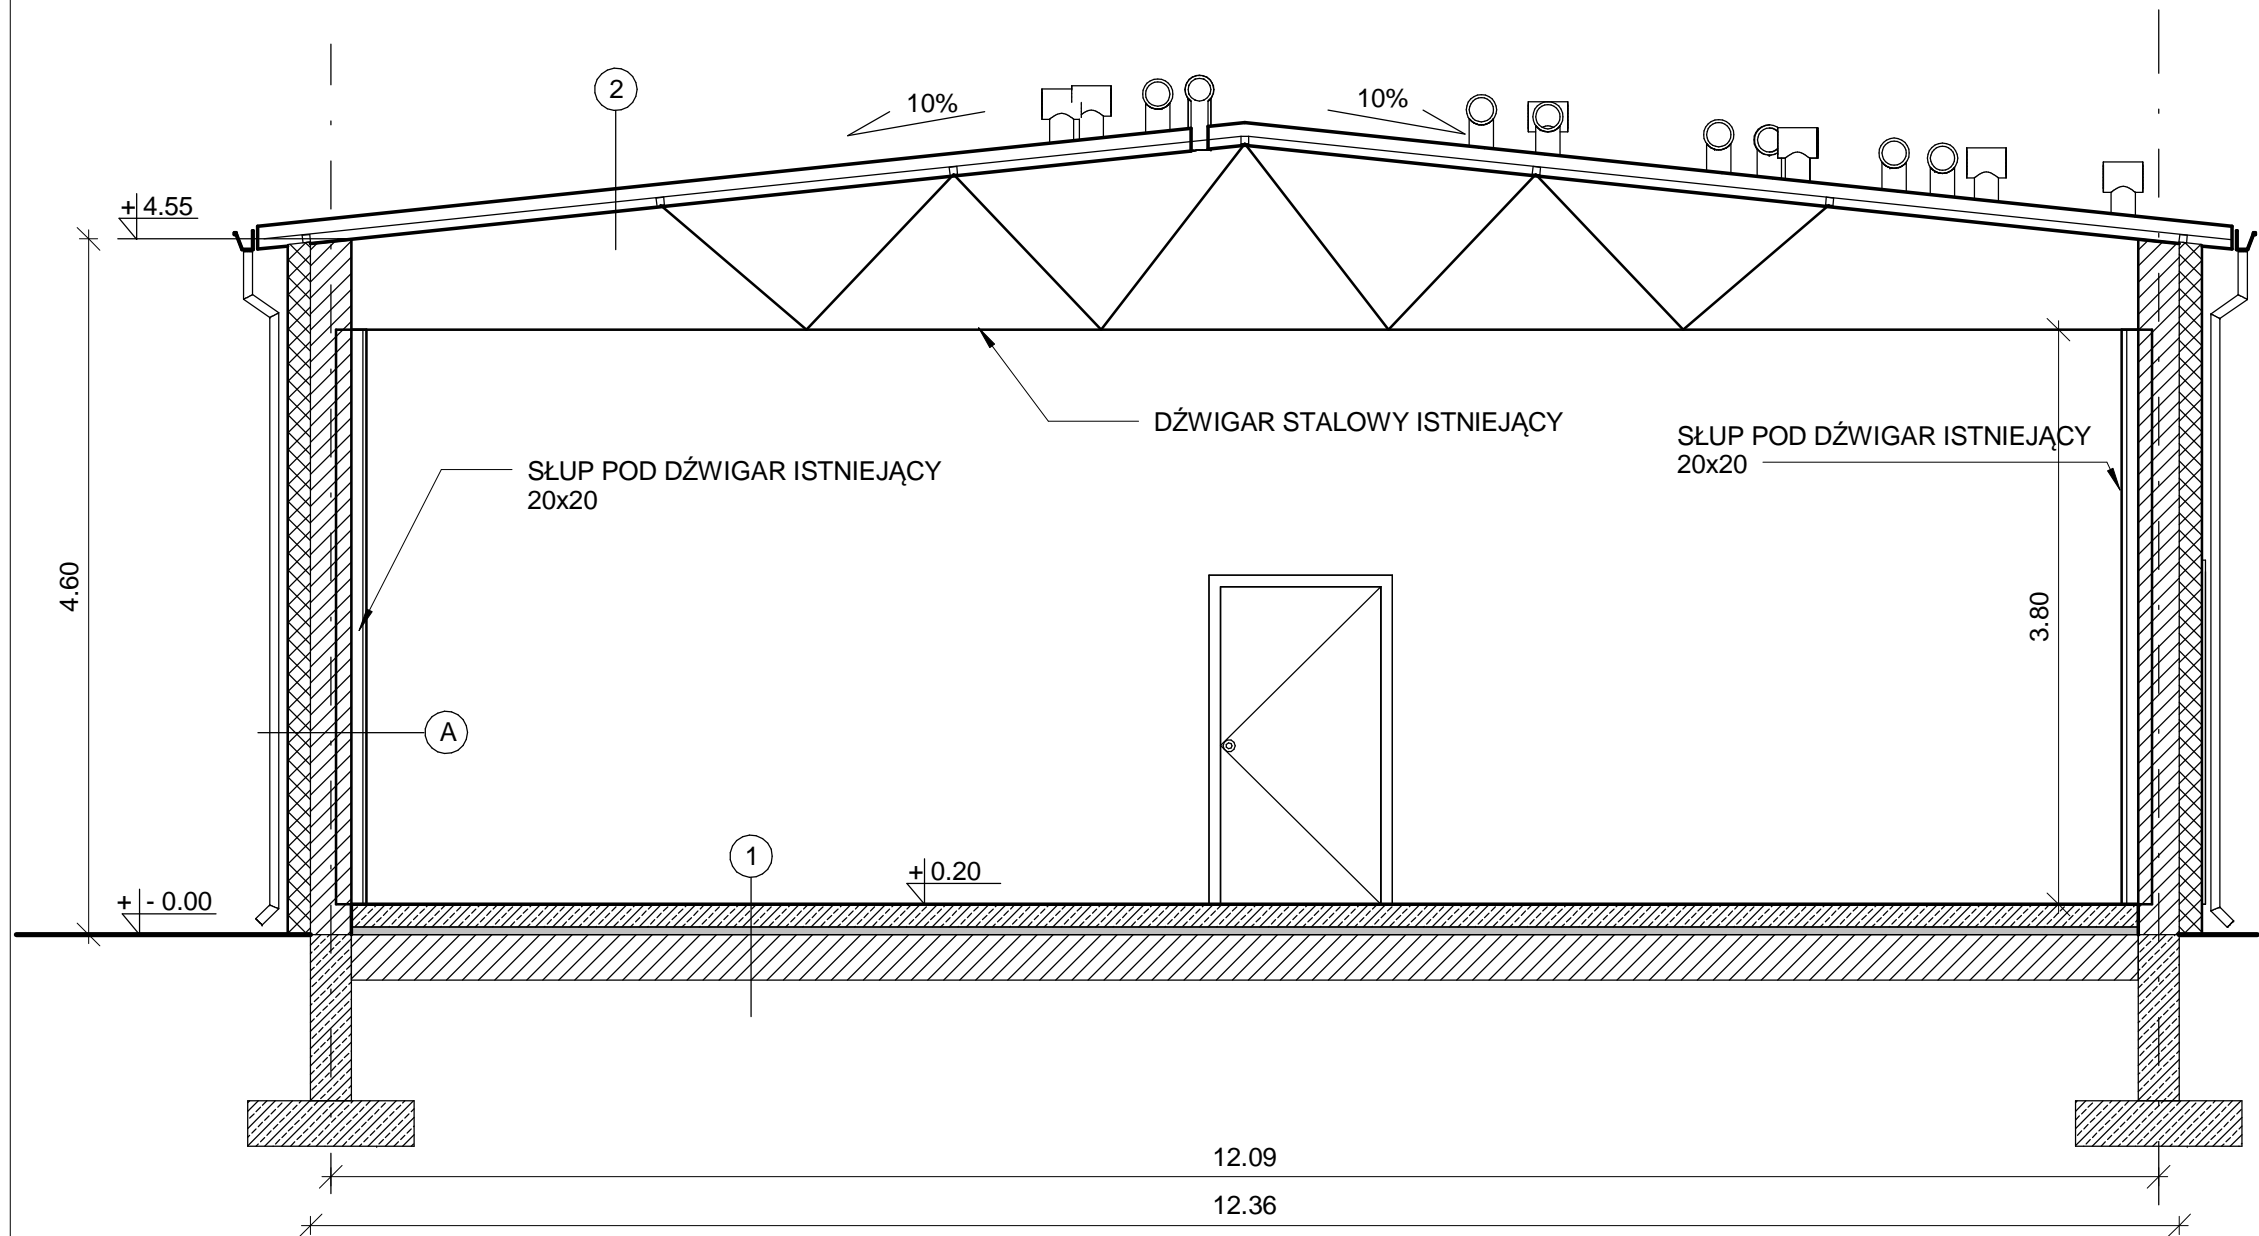 2
10%
10%
+ 4.55
DŹWIGAR STALOWY ISTNIEJĄCY
SŁUP POD DŹWIGAR ISTNIEJĄCY
20x20
SŁUP POD DŹWIGAR ISTNIEJĄCY
20x20
4.60
3.80
A
1
+ 0.20
+ - 0.00
12.09
12.36